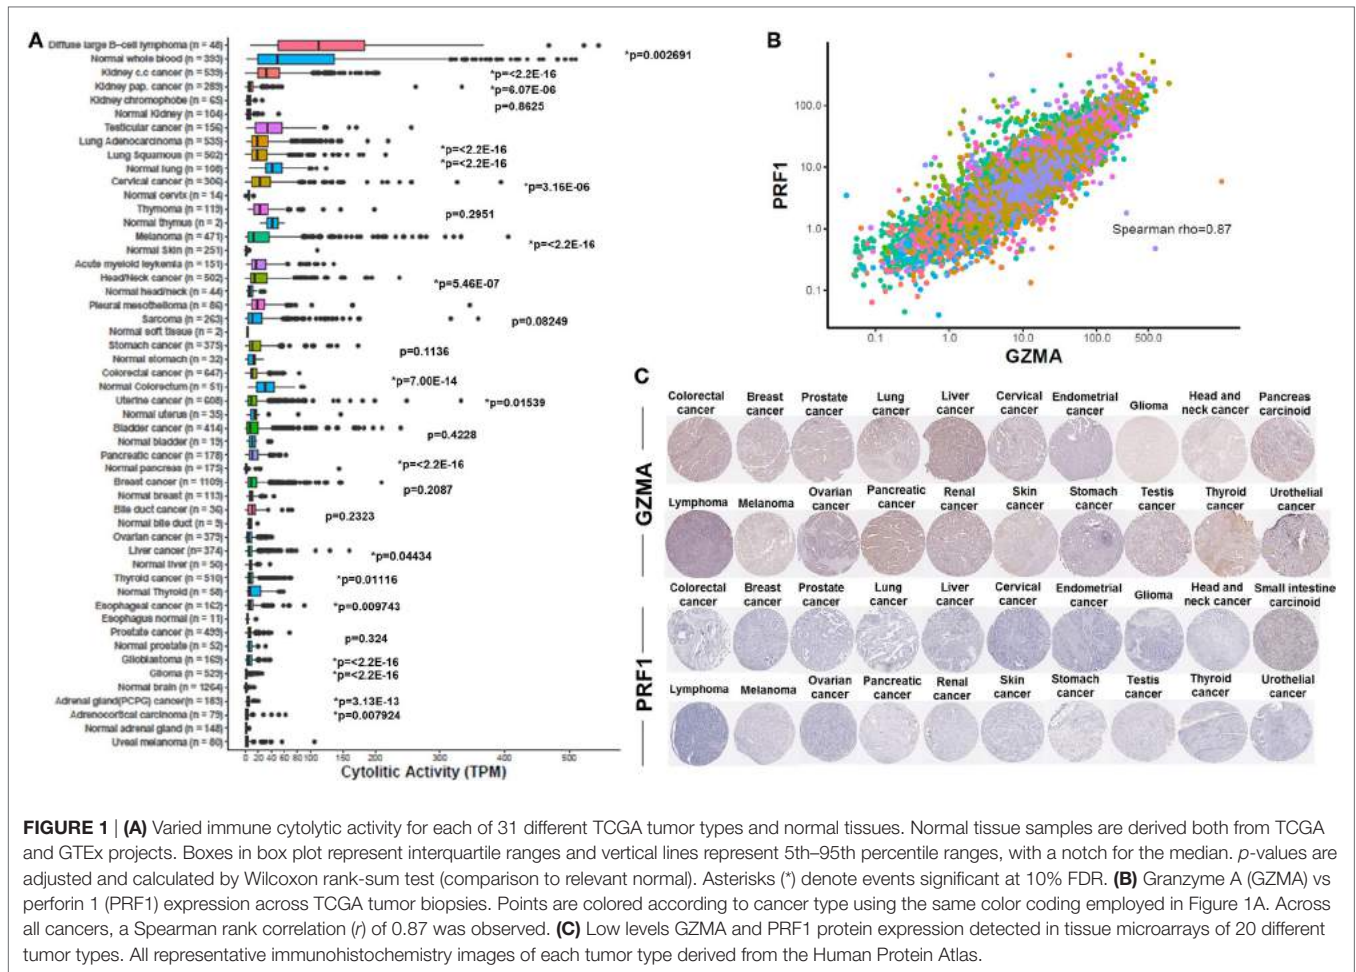 A
Diffuse large B-cell lymphoma (n = 48)
Normal whole blood (n = 393)
*p=0.002691
Kidney c.c cancer (n = 539)
*p=<2.2E-16
Kidney pap. cancer (n = 289)
*p=6.07E-06
Kidney chromophobe (n = 65)
p=0.8625
Normal Kidney (n = 104)
Testicular cancer (n = 156)
Lung Adenocarcinoma (n = 535)
*p=<2.2E-16
Lung Squamous (n = 502)
*p=<2.2E-16
Normal lung (n = 108)
Cervical cancer (n = 306)
*p=3.16E-06
Normal cervix (n = 14)
Thymoma (n = 119)
p=0.2951
Normal thymus (n = 2)
Melanoma (n = 471)
*p=<2.2E-16
Normal Skin (n = 251)
Acute myeloid leukemia (n = 151)
Head/Neck cancer (n = 502)
*p=5.46E-07
Normal head/neck (n = 44)
Pleural mesothelioma (n = 86)
Sarcoma (n = 263)
p=0.08249
Normal soft tissue (n = 2)
Stomach cancer (n = 375)
p=0.1136
Normal stomach (n = 32)
Colorectal cancer (n = 647)
*p=7.00E-14
Normal Colorectum (n = 51)
Uterine cancer (n = 608)
*p=0.01539
Normal uterus (n = 35)
Bladder cancer (n = 414)
p=0.4228
Normal bladder (n = 19)
Pancreatic cancer (n = 178)
*p=<2.2E-16
Normal pancreas (n = 175)
Breast cancer (n = 1109)
p=0.2087
Normal breast (n = 113)
Bile duct cancer (n = 36)
p=0.2323
Normal bile duct (n = 9)
Ovarian cancer (n = 379)
Liver cancer (n = 374)
*p=0.04434
Normal liver (n = 50)
Thyroid cancer (n = 510)
*p=0.01116
Normal Thyroid (n = 58)
Esophageal cancer (n = 162)
*p=0.009743
Esophagus normal (n = 11)
Prostate cancer (n = 499)
p=0.324
Normal prostate (n = 52)
Glioblastoma (n = 169)
*p=<2.2E-16
Glioma (n = 529)
*p=<2.2E-16
Normal brain (n = 1264)
Adrenal gland(PCPG) cancer(n = 183)
*p=3.13E-13
Adrenocortical carcinoma (n = 79)
*p=0.007924
Normal adrenal gland (n = 148)
Uveal melanoma (n = 80)
0 20 40 60 80 100 200 300 400 500
Cytolitic Activity (TPM)
B
PRF1
100.0
10.0
1.0
0.1
Spearman rho=0.87
0.1 1.0 10.0 100.0 500.0
GZMA
C
GZMA
Colorectal cancer
Breast cancer
Prostate cancer
Lung cancer
Liver cancer
Cervical cancer
Endometrial cancer
Glioma
Head and neck cancer
Pancreas carcinoid
Lymphoma
Melanoma
Ovarian cancer
Pancreatic cancer
Renal cancer
Skin cancer
Stomach cancer
Testis cancer
Thyroid cancer
Urothelial cancer
PRF1
Colorectal cancer
Breast cancer
Prostate cancer
Lung cancer
Liver cancer
Cervical cancer
Endometrial cancer
Glioma
Head and neck cancer
Small intestine carcinoid
Lymphoma
Melanoma
Ovarian cancer
Pancreatic cancer
Renal cancer
Skin cancer
Stomach cancer
Testis cancer
Thyroid cancer
Urothelial cancer
FIGURE 1 | (A) Varied immune cytolytic activity for each of 31 different TCGA tumor types and normal tissues. Normal tissue samples are derived both from TCGA
and GTEx projects. Boxes in box plot represent interquartile ranges and vertical lines represent 5th–95th percentile ranges, with a notch for the median. p-values are
adjusted and calculated by Wilcoxon rank-sum test (comparison to relevant normal). Asterisks (*) denote events significant at 10% FDR. (B) Granzyme A (GZMA) vs
perforin 1 (PRF1) expression across TCGA tumor biopsies. Points are colored according to cancer type using the same color coding employed in Figure 1A. Across
all cancers, a Spearman rank correlation (r) of 0.87 was observed. (C) Low levels GZMA and PRF1 protein expression detected in tissue microarrays of 20 different
tumor types. All representative immunohistochemistry images of each tumor type derived from the Human Protein Atlas.